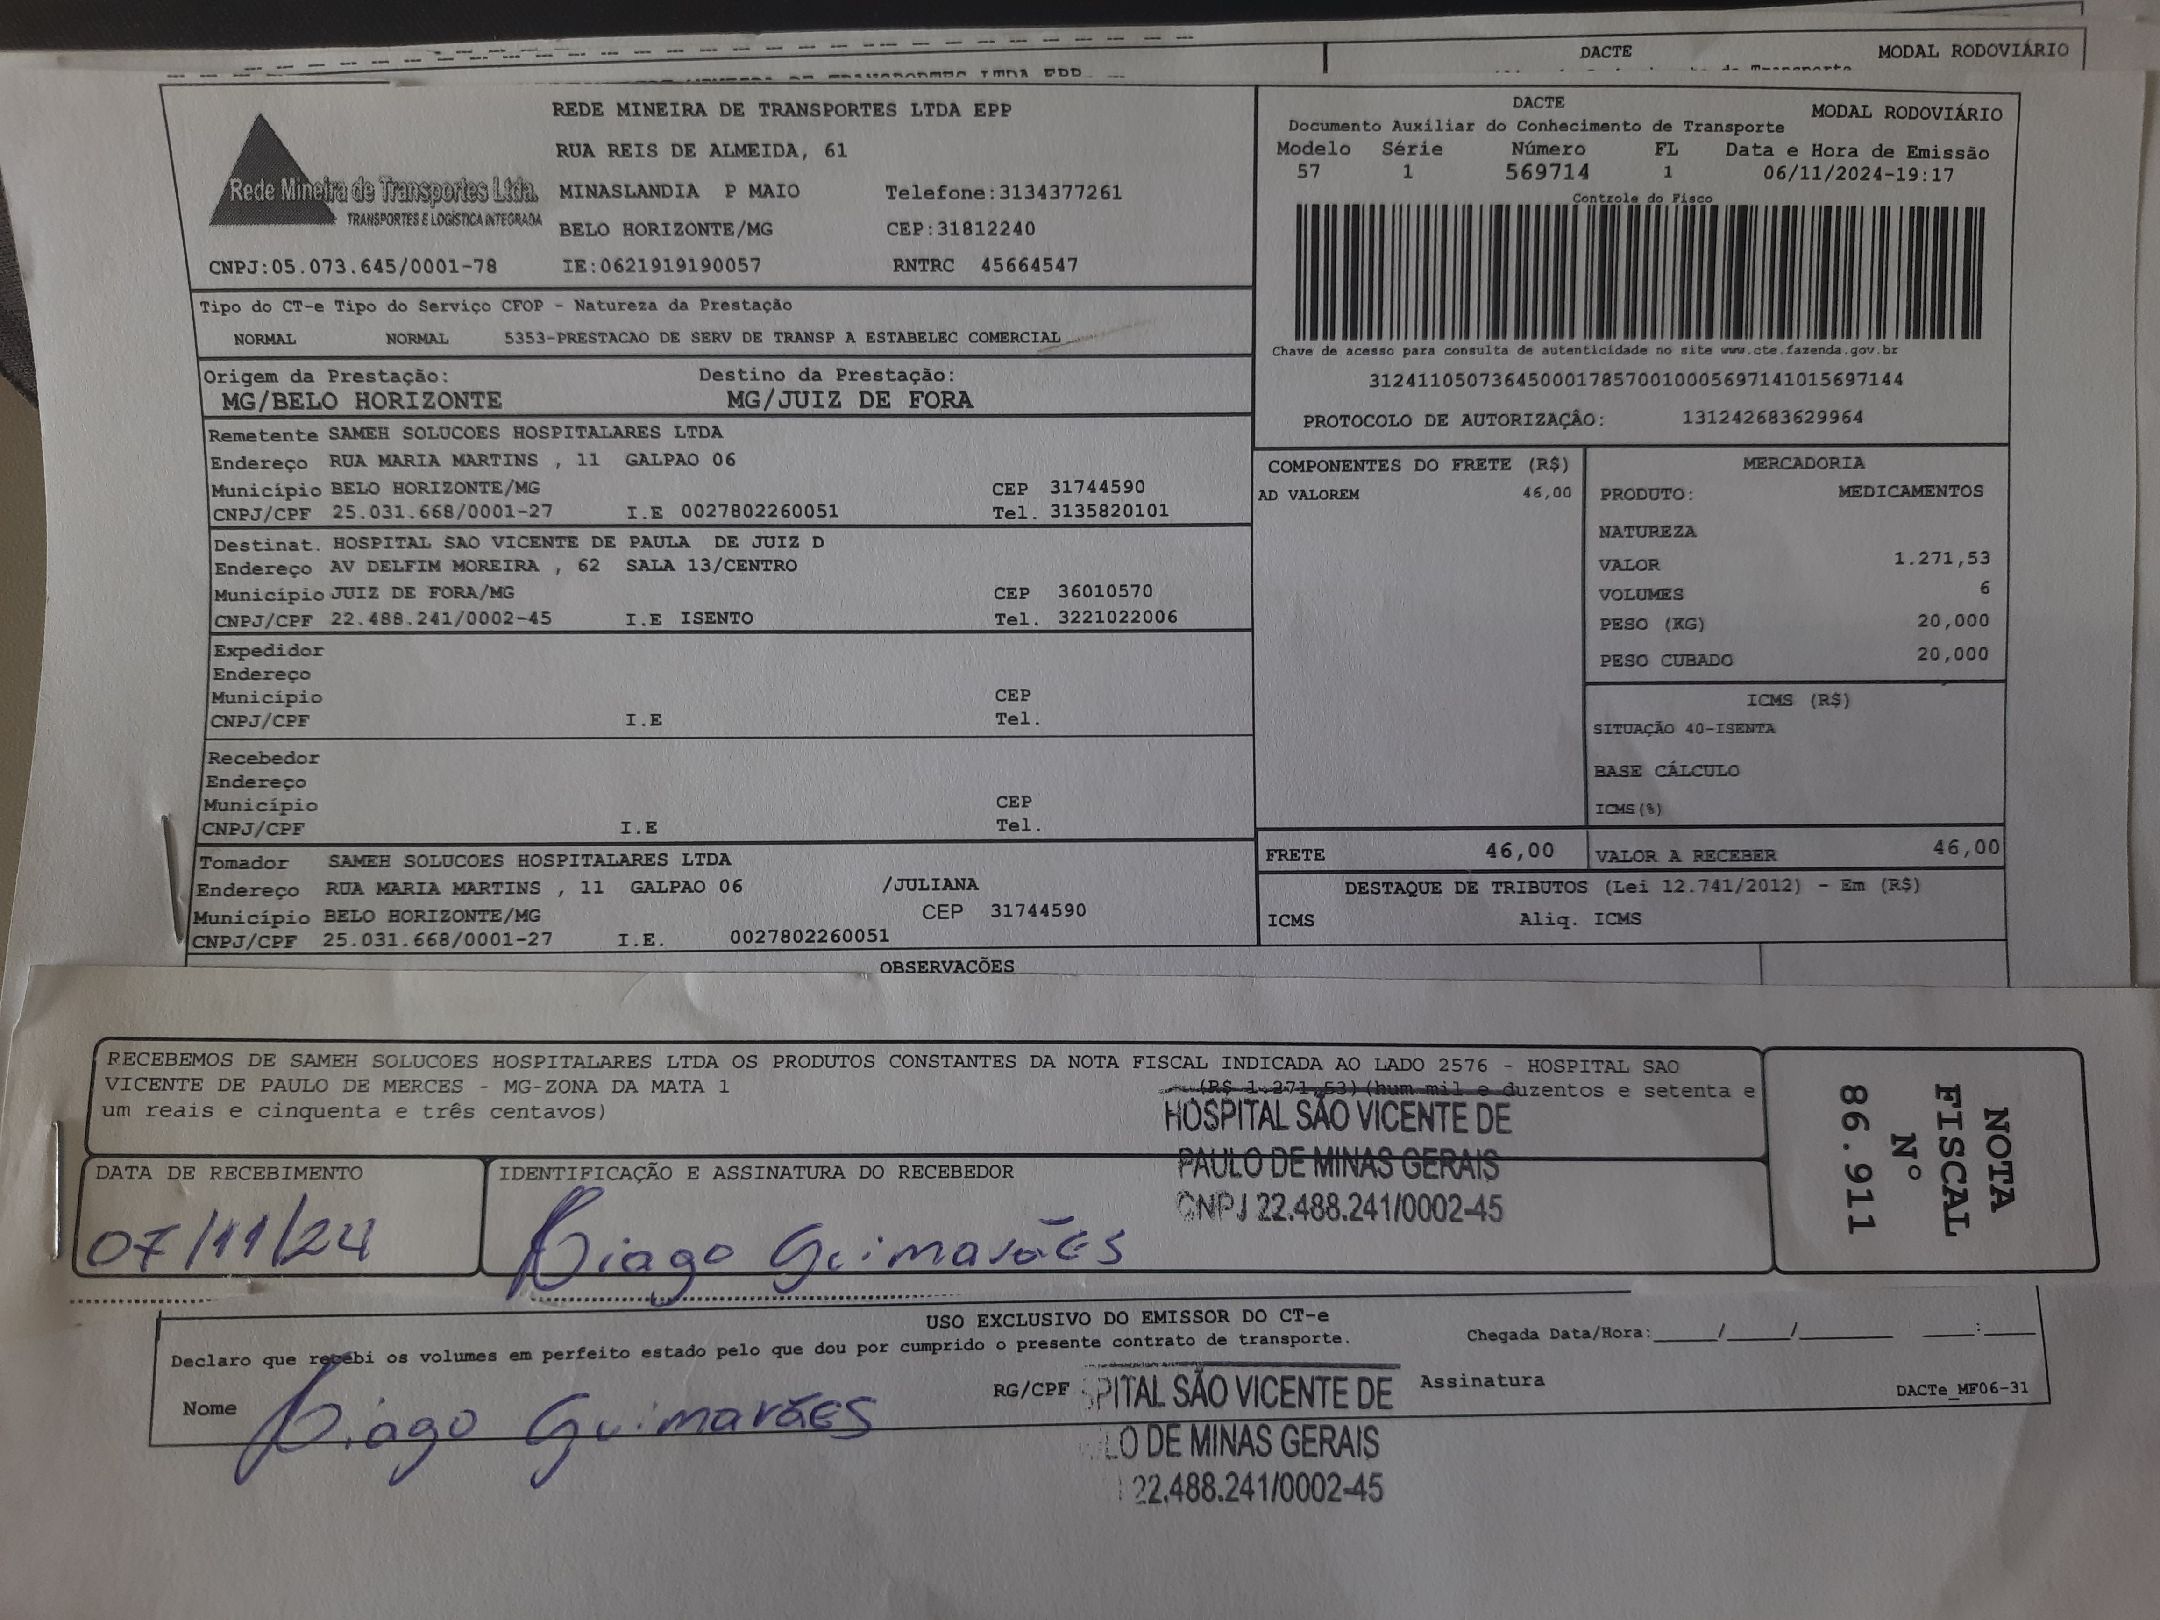 DACTE MODAL RODOVIÁRIO
REDE MINEIRA DE TRANSPORTES LTDA EPP
RUA REIS DE ALMEIDA, 61
MINASLANDIA P MAIO Telefone:3134377261
BELO HORIZONTE/MG CEP:31812240
Rede Mineira de Transportes Ltda.
TRANSPORTES E LOGÍSTICA INTEGRADA
CNPJ:05.073.645/0001-78 IE:0621919190057 RNTRC 45664547
DACTE MODAL RODOVIÁRIO
Documento Auxiliar do Conhecimento de Transporte
Modelo Série Número FL Data e Hora de Emissão
57 1 569714 1 06/11/2024-19:17
Controle do Fisco
Chave de acesso para consulta de autenticidade no site www.cte.fazenda.gov.br
31241105073645000178570010005697141015697144
PROTOCOLO DE AUTORIZAÇÂO: 131242683629964
Tipo do CT-e Tipo do Serviço CFOP - Natureza da Prestação
NORMAL NORMAL 5353-PRESTACAO DE SERV DE TRANSP A ESTABELEC COMERCIAL
Origem da Prestação: Destino da Prestação:
MG/BELO HORIZONTE MG/JUIZ DE FORA
Remetente SAMEH SOLUCOES HOSPITALARES LTDA
Endereço RUA MARIA MARTINS , 11 GALPAO 06
Município BELO HORIZONTE/MG CEP 31744590
CNPJ/CPF 25.031.668/0001-27 I.E 0027802260051 Tel. 3135820101
Destinat. HOSPITAL SAO VICENTE DE PAULA DE JUIZ D
Endereço AV DELFIM MOREIRA , 62 SALA 13/CENTRO
Município JUIZ DE FORA/MG CEP 36010570
CNPJ/CPF 22.488.241/0002-45 I.E ISENTO Tel. 3221022006
Expedidor
Endereço
Município CEP
CNPJ/CPF I.E Tel.
Recebedor
Endereço
Município CEP
CNPJ/CPF I.E Tel.
Tomador SAMEH SOLUCOES HOSPITALARES LTDA
Endereço RUA MARIA MARTINS , 11 GALPAO 06 /JULIANA
Município BELO HORIZONTE/MG CEP 31744590
CNPJ/CPF 25.031.668/0001-27 I.E. 0027802260051
COMPONENTES DO FRETE (R$)
AD VALOREM 46,00
MERCADORIA
PRODUTO: MEDICAMENTOS
NATUREZA
VALOR 1.271,53
VOLUMES 6
PESO (KG) 20,000
PESO CUBADO 20,000
ICMS (R$)
SITUAÇÃO 40-ISENTA
BASE CÁLCULO
ICMS(%)
FRETE 46,00 VALOR A RECEBER 46,00
DESTAQUE DE TRIBUTOS (Lei 12.741/2012) - Em (R$)
ICMS Aliq. ICMS
OBSERVACÕES
RECEBEMOS DE SAMEH SOLUCOES HOSPITALARES LTDA OS PRODUTOS CONSTANTES DA NOTA FISCAL INDICADA AO LADO 2576 - HOSPITAL SAO
VICENTE DE PAULO DE MERCES - MG-ZONA DA MATA 1 (R$ 1.271,53)(hum mil e duzentos e setenta e
um reais e cinquenta e três centavos)
HOSPITAL SÃO VICENTE DE
PAULO DE MINAS GERAIS
CNPJ 22.488.241/0002-45
NOTA
FISCAL
Nº
86.911
DATA DE RECEBIMENTO IDENTIFICAÇÃO E ASSINATURA DO RECEBEDOR
07/11/24 Diago Guimarães
USO EXCLUSIVO DO EMISSOR DO CT-e
Declaro que recebi os volumes em perfeito estado pelo que dou por cumprido o presente contrato de transporte. Chegada Data/Hora:_____/_____/_______ ____:____
Nome Diago Guimarães RG/CPF Assinatura DACTe_MF06-31
SPITAL SÃO VICENTE DE
LO DE MINAS GERAIS
22.488.241/0002-45